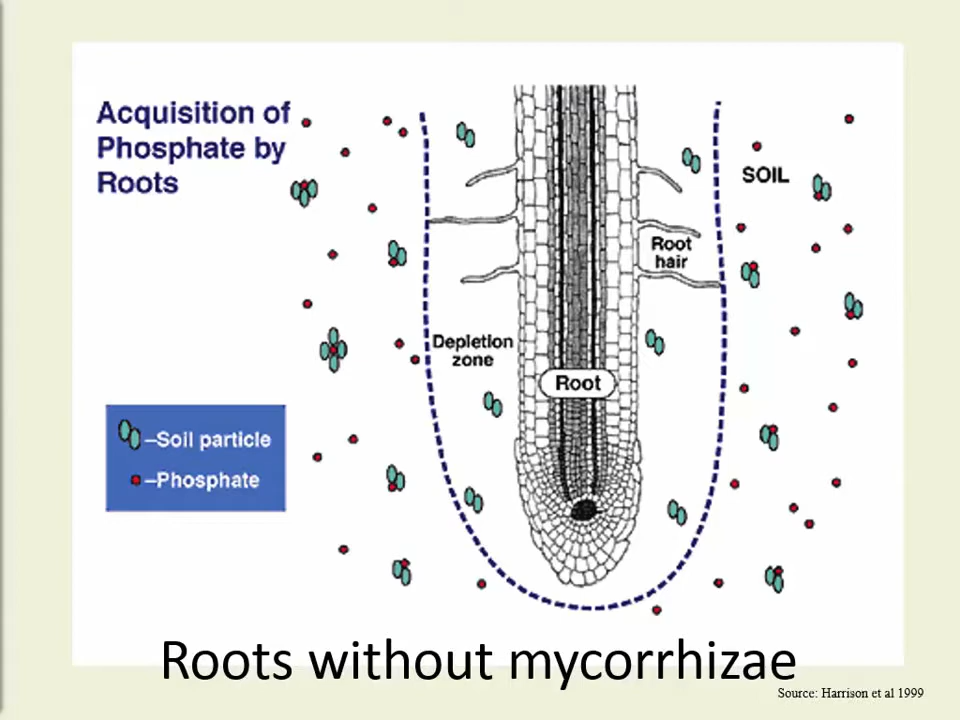 Acquisition of
Phosphate by
Roots
SOIL
Root
hair
Depletion
zone
Root
–Soil particle
–Phosphate
Roots without mycorrhizae
Source: Harrison et al 1999